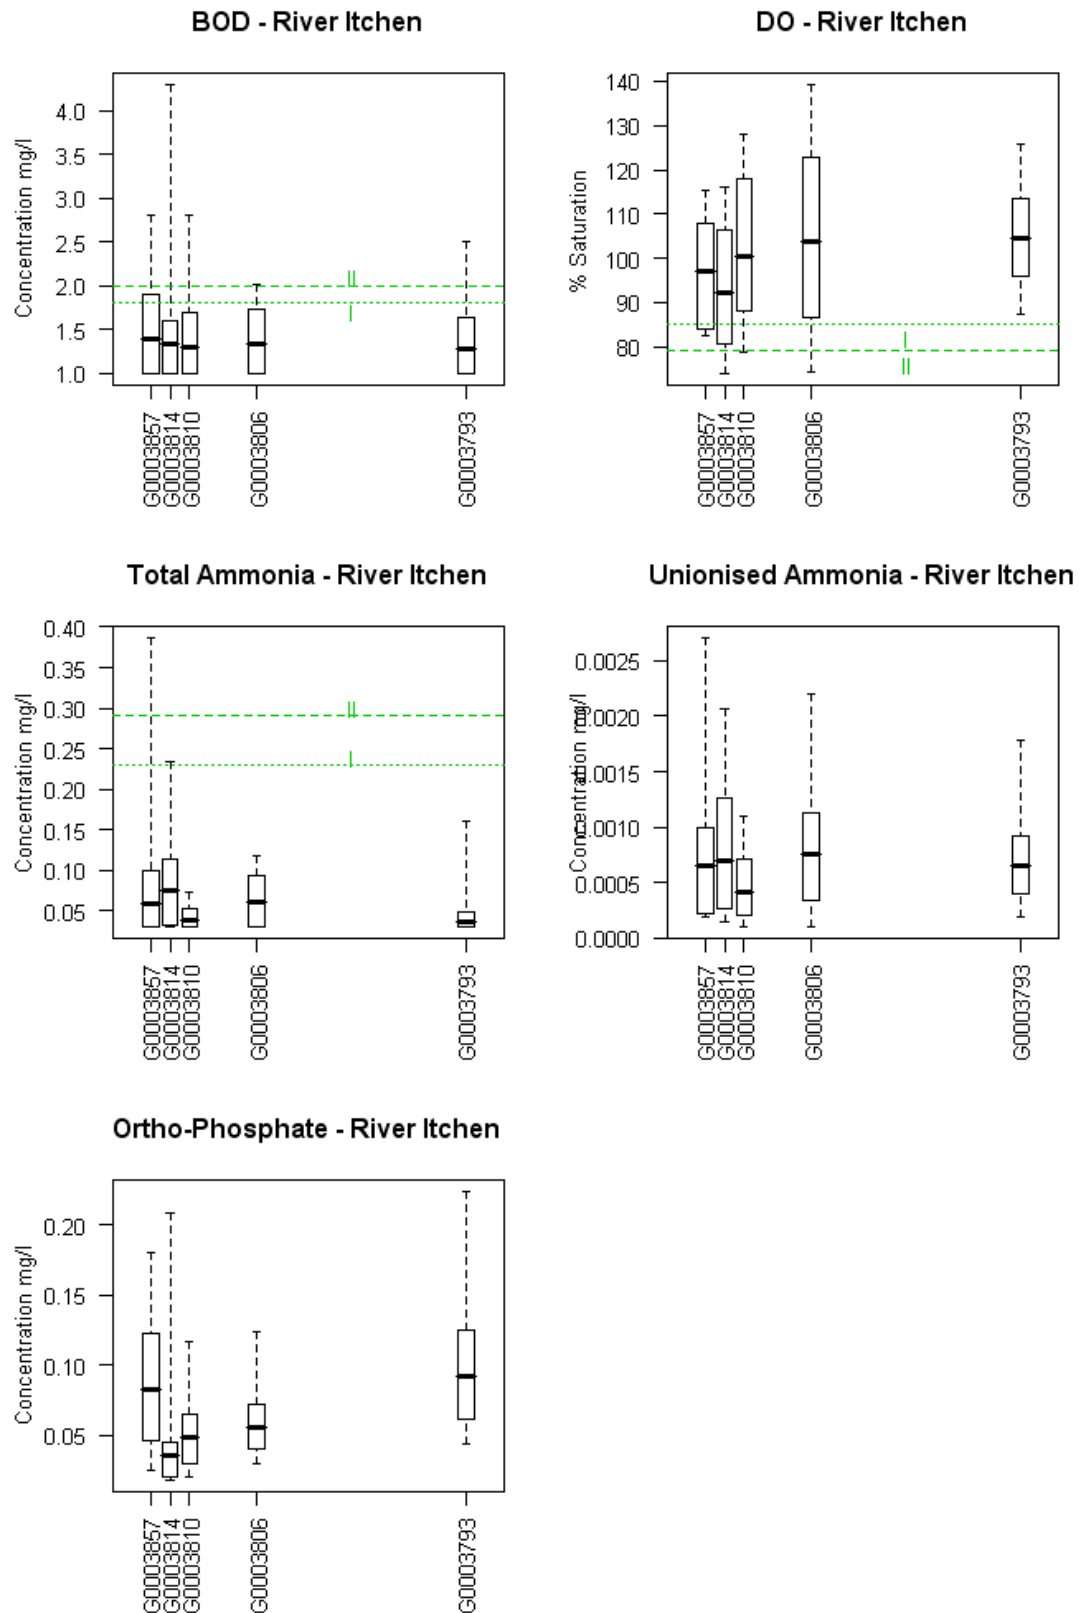 BOD - River Itchen
Concentration mg/l
4.0
3.5
3.0
2.5
2.0
1.5
1.0
II
I
G0003857
G0003814
G0003810
G0003806
G0003793
DO - River Itchen
% Saturation
140
130
120
110
100
90
80
I
II
G0003857
G0003814
G0003810
G0003806
G0003793
Total Ammonia - River Itchen
Concentration mg/l
0.40
0.35
0.30
0.25
0.20
0.15
0.10
0.05
II
I
G0003857
G0003814
G0003810
G0003806
G0003793
Unionised Ammonia - River Itchen
Concentration mg/l
0.0025
0.0020
0.0015
0.0010
0.0005
0.0000
G0003857
G0003814
G0003810
G0003806
G0003793
Ortho-Phosphate - River Itchen
Concentration mg/l
0.20
0.15
0.10
0.05
G0003857
G0003814
G0003810
G0003806
G0003793